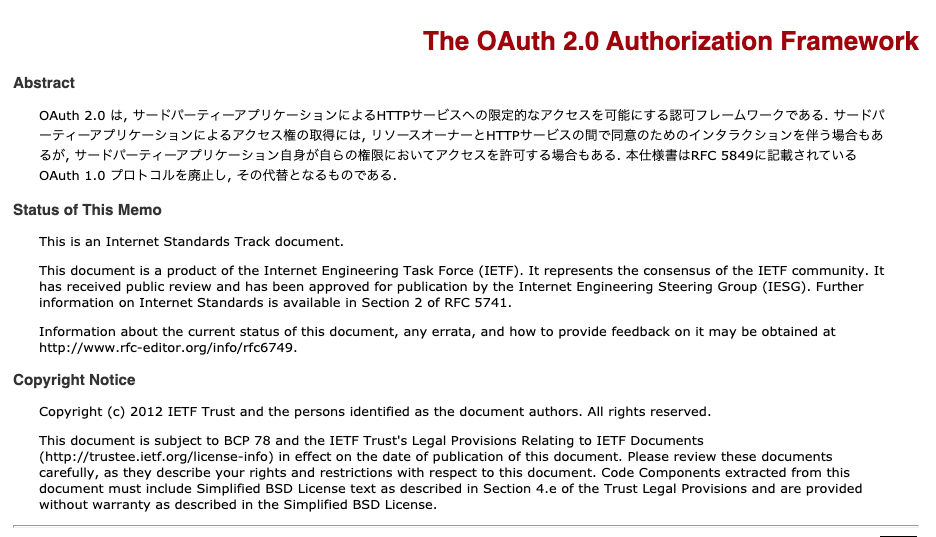 The OAuth 2.0 Authorization Framework
Abstract
OAuth 2.0 は, サードパーティーアプリケーションによるHTTPサービスへの限定的なアクセスを可能にする認可フレームワークである. サードパ
ーティーアプリケーションによるアクセス権の取得には, リソースオーナーとHTTPサービスの間で同意のためのインタラクションを伴う場合もあ
るが, サードパーティーアプリケーション自身が自らの権限においてアクセスを許可する場合もある. 本仕様書はRFC 5849に記載されている
OAuth 1.0 プロトコルを廃止し, その代替となるものである.
Status of This Memo
This is an Internet Standards Track document.
This document is a product of the Internet Engineering Task Force (IETF). It represents the consensus of the IETF community. It
has received public review and has been approved for publication by the Internet Engineering Steering Group (IESG). Further
information on Internet Standards is available in Section 2 of RFC 5741.
Information about the current status of this document, any errata, and how to provide feedback on it may be obtained at
http://www.rfc-editor.org/info/rfc6749.
Copyright Notice
Copyright (c) 2012 IETF Trust and the persons identified as the document authors. All rights reserved.
This document is subject to BCP 78 and the IETF Trust's Legal Provisions Relating to IETF Documents
(http://trustee.ietf.org/license-info) in effect on the date of publication of this document. Please review these documents
carefully, as they describe your rights and restrictions with respect to this document. Code Components extracted from this
document must include Simplified BSD License text as described in Section 4.e of the Trust Legal Provisions and are provided
without warranty as described in the Simplified BSD License.